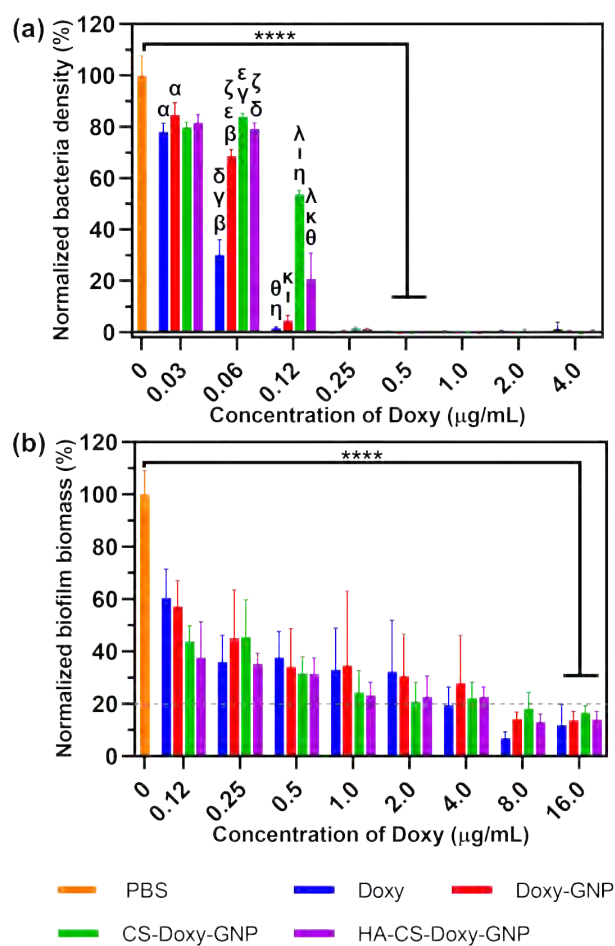 (a)
Normalized bacteria density (%)
120
100
80
60
40
20
0
****
α
α
δ
γ
β
ζ
ε
β
ε
γ
ζ
δ
θ
η
κ
ι
λ
ι
η
λ
κ
θ
0 0.03 0.06 0.12 0.25 0.5 1.0 2.0 4.0
Concentration of Doxy (μg/mL)
(b)
Normalized biofilm biomass (%)
120
100
80
60
40
20
0
****
0 0.12 0.25 0.5 1.0 2.0 4.0 8.0 16.0
Concentration of Doxy (μg/mL)
PBS Doxy Doxy-GNP
CS-Doxy-GNP HA-CS-Doxy-GNP